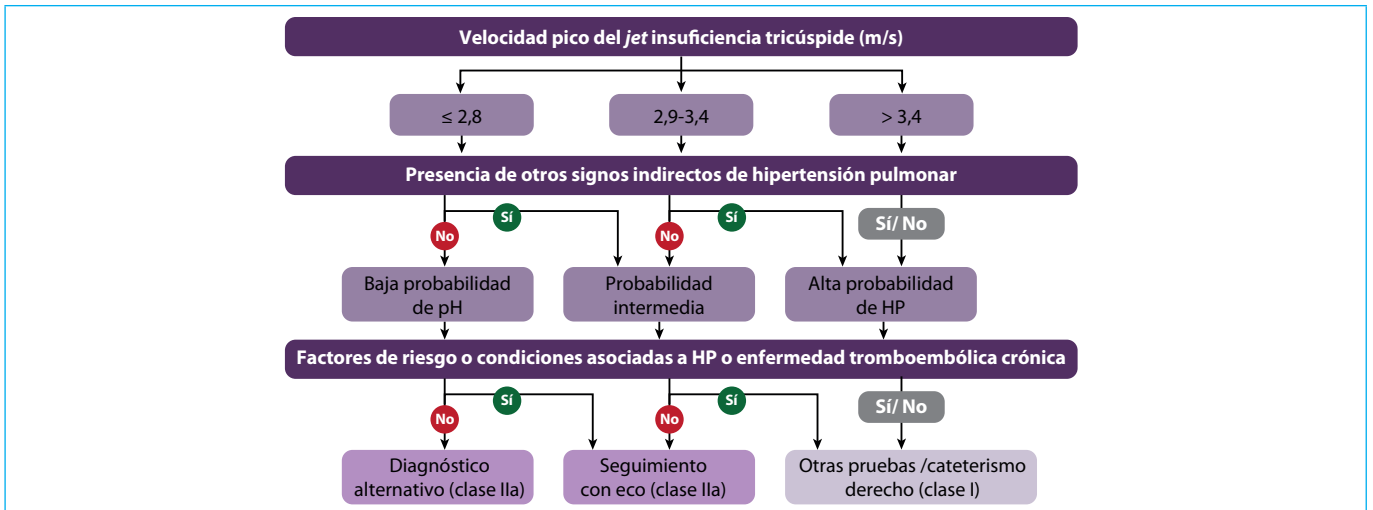 Velocidad pico del jet insuficiencia tricúspide (m/s)
≤ 2,8
2,9-3,4
> 3,4
Presencia de otros signos indirectos de hipertensión pulmonar
No
Sí
No
Sí
Sí/ No
Baja probabilidad
de pH
Probabilidad
intermedia
Alta probabilidad
de HP
Factores de riesgo o condiciones asociadas a HP o enfermedad tromboembólica crónica
No
Sí
No
Sí
Sí/ No
Diagnóstico
alternativo (clase IIa)
Seguimiento
con eco (clase IIa)
Otras pruebas /cateterismo
derecho (clase I)